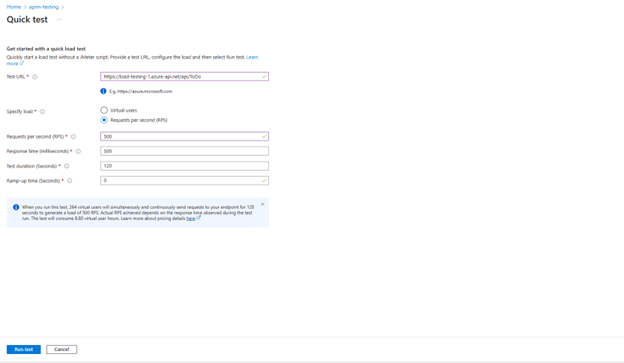 Home > apim-testing >
Quick test ...
Get started with a quick load test
Quickly start a load test without a JMeter script. Provide a test URL, configure the load and then select Run test. Learn
more
Test URL *
https://load-testing-1.azure-api.net/api/ToDo
E.g. https://azure.microsoft.com
Specify load *
Virtual users
Requests per second (RPS)
Requests per second (RPS) *
500
Response time (milliseconds) *
500
Test duration (Seconds) *
120
Ramp-up time (Seconds) *
0
When you run this test, 264 virtual users will simultaneously and continuously send requests to your endpoint for 120
seconds to generate a load of 500 RPS. Actual RPS achieved depends on the response time observed during the test
run. The test will consume 8.80 virtual user hours. Learn more about pricing details here
Run test
Cancel